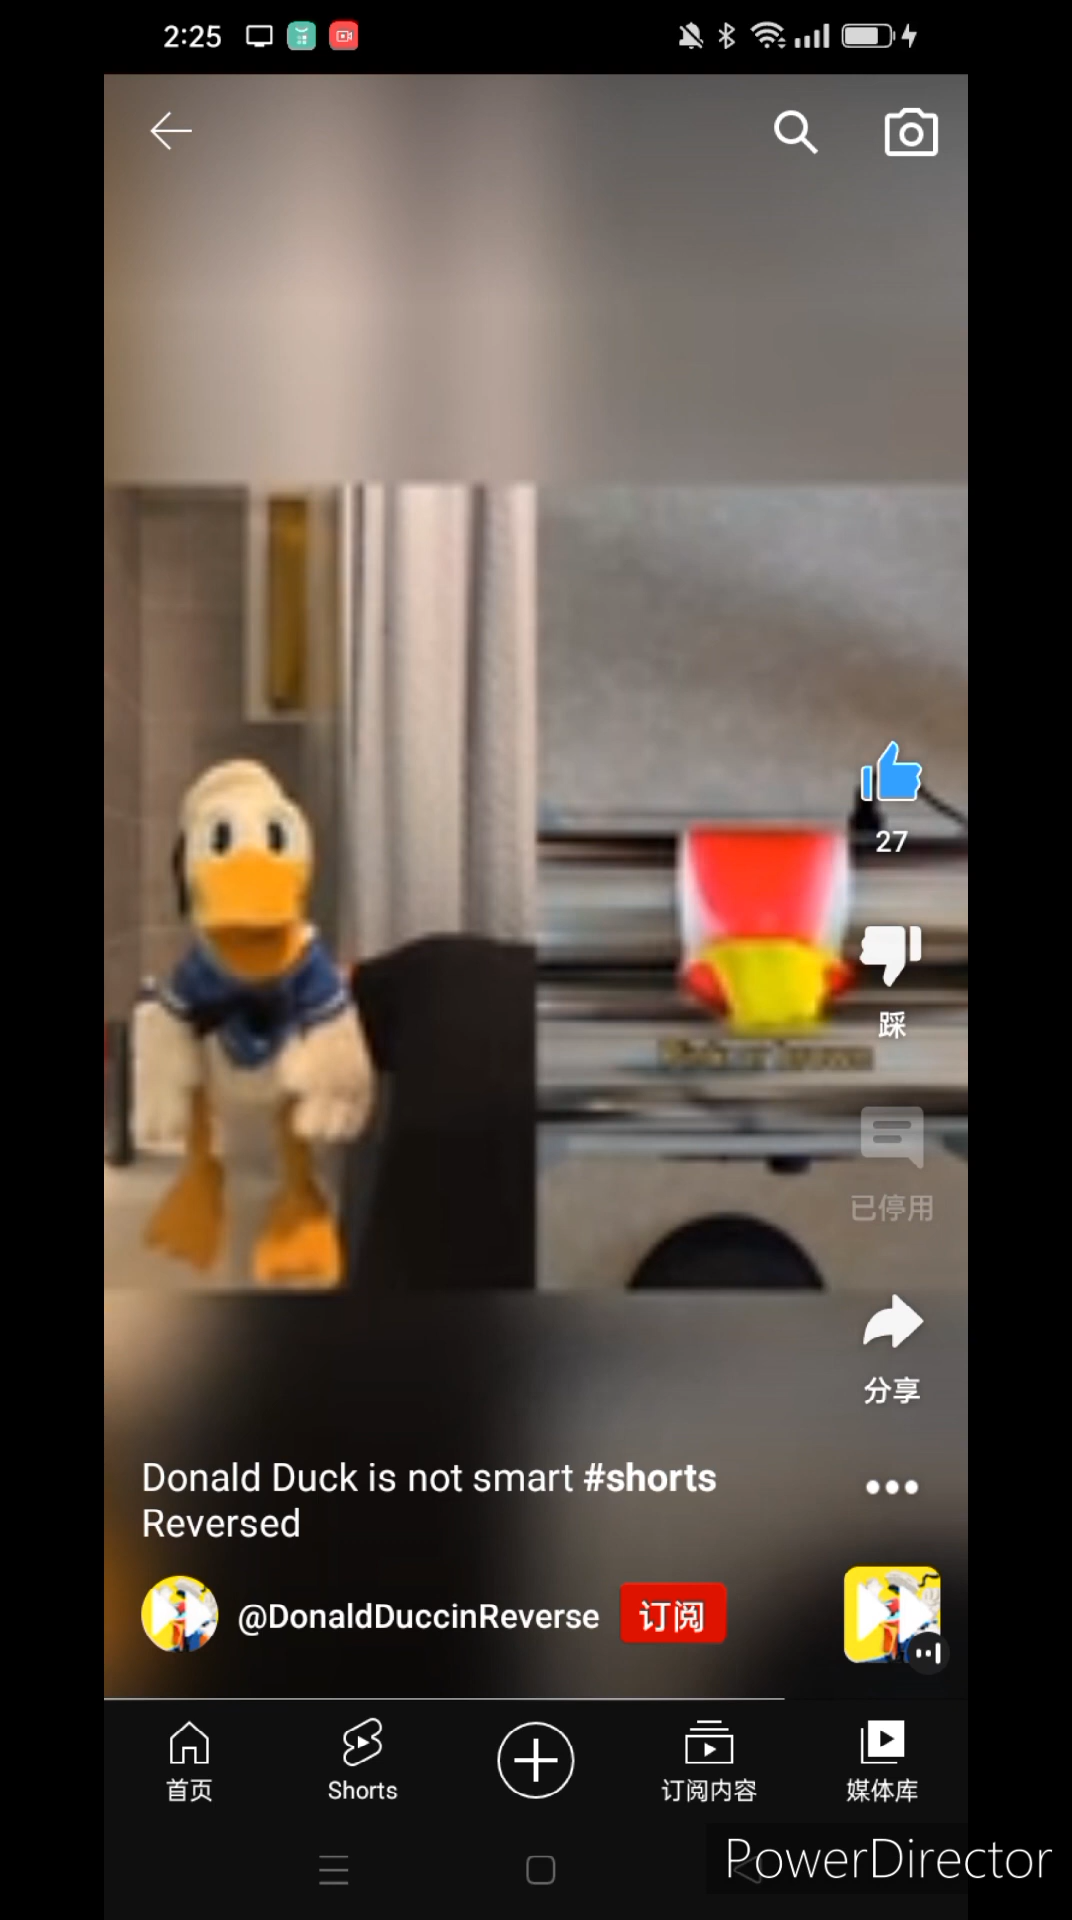 2:25
27
踩
已停用
分享
Donald Duck is not smart #shorts
Reversed
@DonaldDuccinReverse
订阅
首页
Shorts
订阅内容
媒体库
PowerDirector